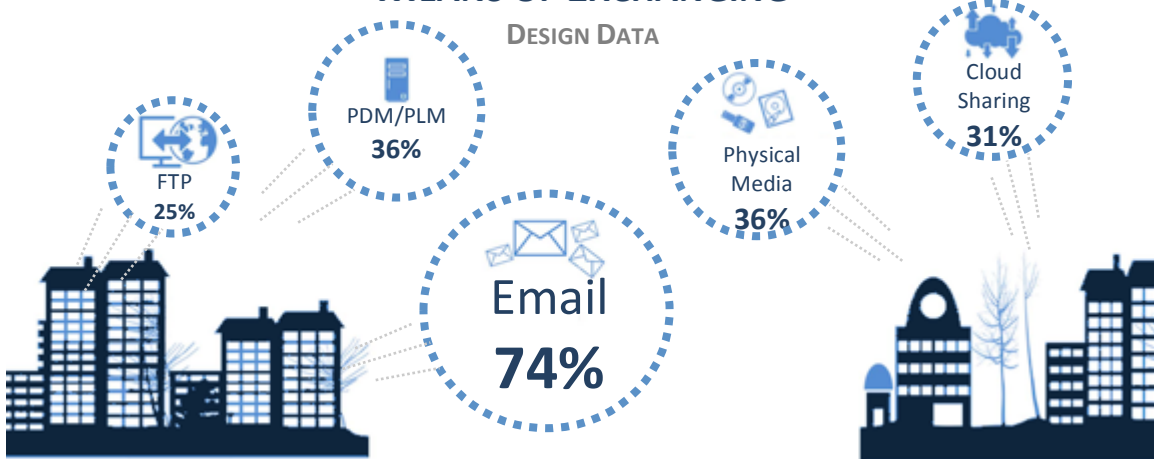 DESIGN DATA
PDM/PLM
36%
Cloud
Sharing
31%
FTP
25%
Physical
Media
36%
Email
74%